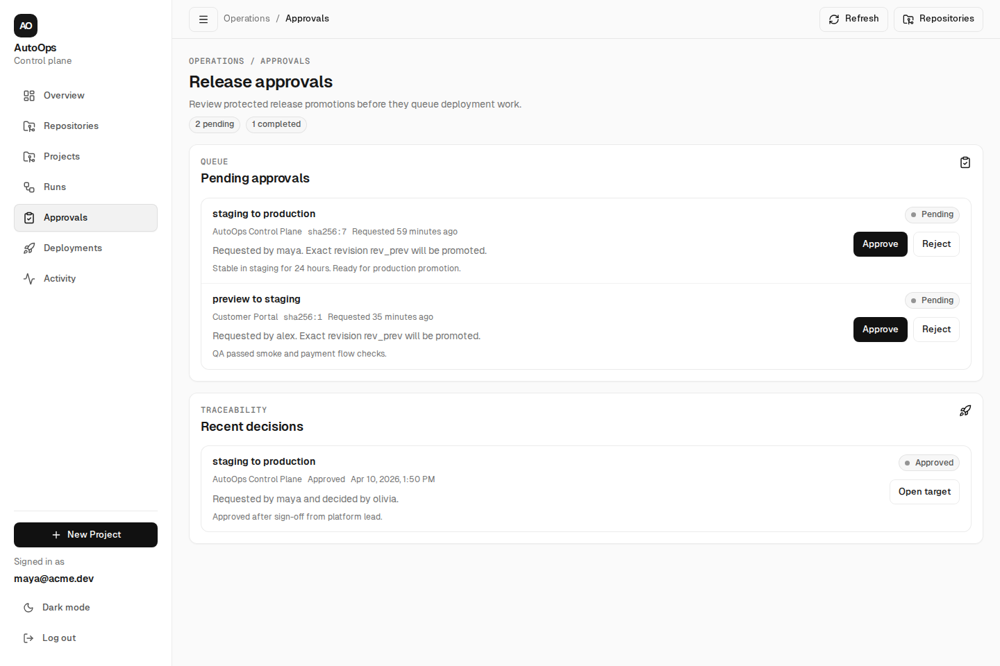 AO
AutoOps
Control plane
Overview
Repositories
Projects
Runs
Approvals
Deployments
Activity
New Project
Signed in as
maya@acme.dev
Dark mode
Log out
Operations / Approvals
Refresh
Repositories
OPERATIONS / APPROVALS
Release approvals
Review protected release promotions before they queue deployment work.
2 pending
1 completed
QUEUE
Pending approvals
staging to production
Pending
AutoOps Control Plane sha256:7 Requested 59 minutes ago
Approve
Reject
Requested by maya. Exact revision rev_prev will be promoted.
Stable in staging for 24 hours. Ready for production promotion.
preview to staging
Pending
Customer Portal sha256:1 Requested 35 minutes ago
Approve
Reject
Requested by alex. Exact revision rev_prev will be promoted.
QA passed smoke and payment flow checks.
TRACEABILITY
Recent decisions
staging to production
Approved
AutoOps Control Plane Approved Apr 10, 2026, 1:50 PM
Open target
Requested by maya and decided by olivia.
Approved after sign-off from platform lead.